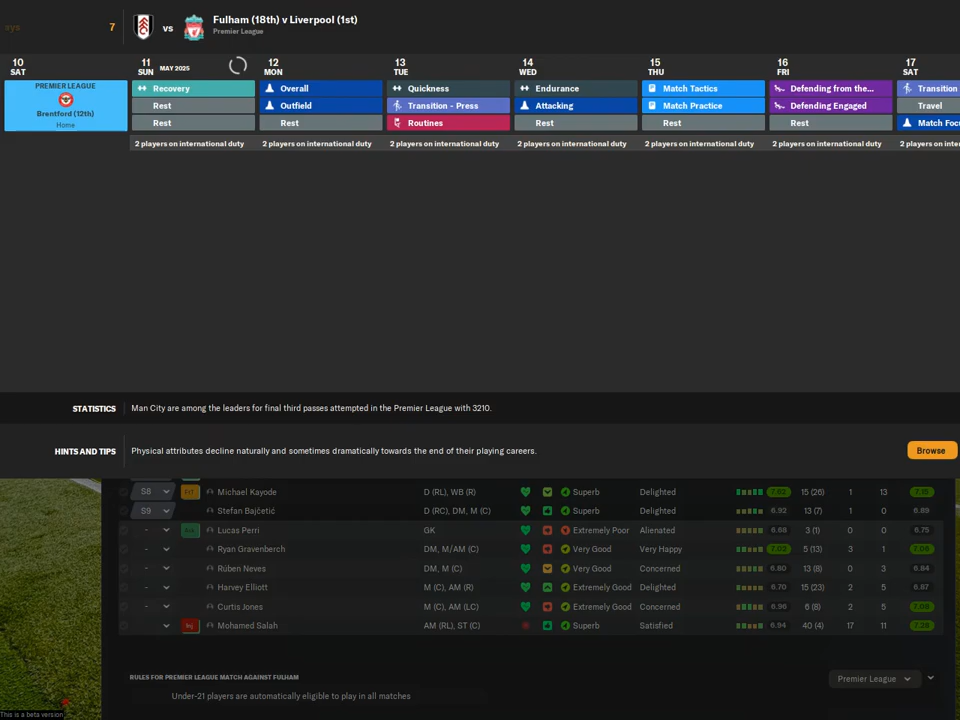 ays 7 vs Fulham (18th) v Liverpool (1st)
Premier League
10 11 12 13 14 15 16 17
SAT SUN MAY 2025 MON TUE WED THU FRI SAT
PREMIER LEAGUE
Brentford (12th)
Home
Recovery Overall Quickness Endurance Match Tactics Defending from the... Transition
Rest Outfield Transition - Press Attacking Match Practice Defending Engaged Travel
Rest Rest Routines Rest Rest Rest Match Focu
2 players on international duty 2 players on international duty 2 players on international duty 2 players on international duty 2 players on international duty 2 players on international duty 2 players on inter
STATISTICS Man City are among the leaders for final third passes attempted in the Premier League with 3210.
HINTS AND TIPS Physical attributes decline naturally and sometimes dramatically towards the end of their playing careers. Browse
S8 Michael Kayode D (RL), WB (R) Superb Delighted 7.62 15 (26) 1 13
S9 Stefan Bajčetić D (RC), DM, M (C) Superb Delighted 6.92 13 (7) 1 0 6.89
- Lucas Perri GK Extremely Poor Alienated 6.68 3 (1) 0 0 6.75
- Ryan Gravenberch DM, M/AM (C) Very Good Very Happy 5 (13) 3 1
- Rúben Neves DM, M (C) Very Good Concerned 6.80 13 (8) 0 3 6.94
- Harvey Elliott M (C), AM (R) Extremely Good Delighted 6.70 15 (23) 2 5 6.87
- Curtis Jones M (C), AM (LC) Extremely Good Concerned 6.96 6 (8) 2 5
Inj Mohamed Salah AM (RL), ST (C) Superb Satisfied 6.94 40 (4) 17 11
RULES FOR PREMIER LEAGUE MATCH AGAINST FULHAM Premier League
Under-21 players are automatically eligible to play in all matches
This is a beta version